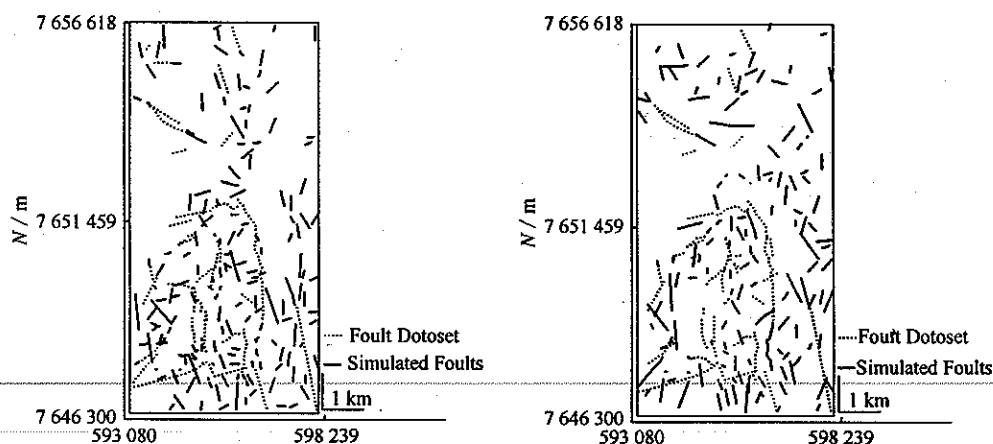 7 656 618
N / m
7 651 459
Foult Dotoset
Simulated Foults
1 km
7 646 300
593 080
598 239
7 656 618
N / m
7 651 459
Foult Dotoset
Simulated Foults
1 km
7 646 300
593 080
598 239